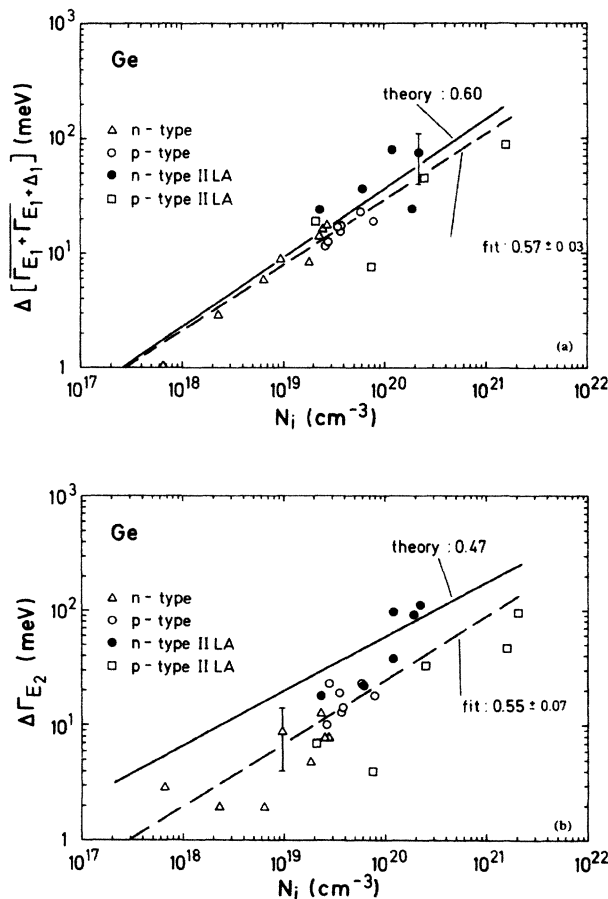 10³
Ge
theory : 0.60
△ n - type
○ p - type
● n - type II LA
□ p - type II LA
10²
10¹
fit : 0.57 ± 0.03
Δ [Γ̅E₁ + Γ̅E₁ + Δ₁] (meV)
1
(a)
10¹⁷ 10¹⁸ 10¹⁹ 10²⁰ 10²¹ 10²²
Nᵢ (cm⁻³)
10³
Ge
theory : 0.47
△ n - type
○ p - type
● n - type II LA
□ p - type II LA
10²
fit : 0.55 ± 0.07
10¹
ΔΓE₂ (meV)
1
(b)
10¹⁷ 10¹⁸ 10¹⁹ 10²⁰ 10²¹ 10²²
Nᵢ (cm⁻³)